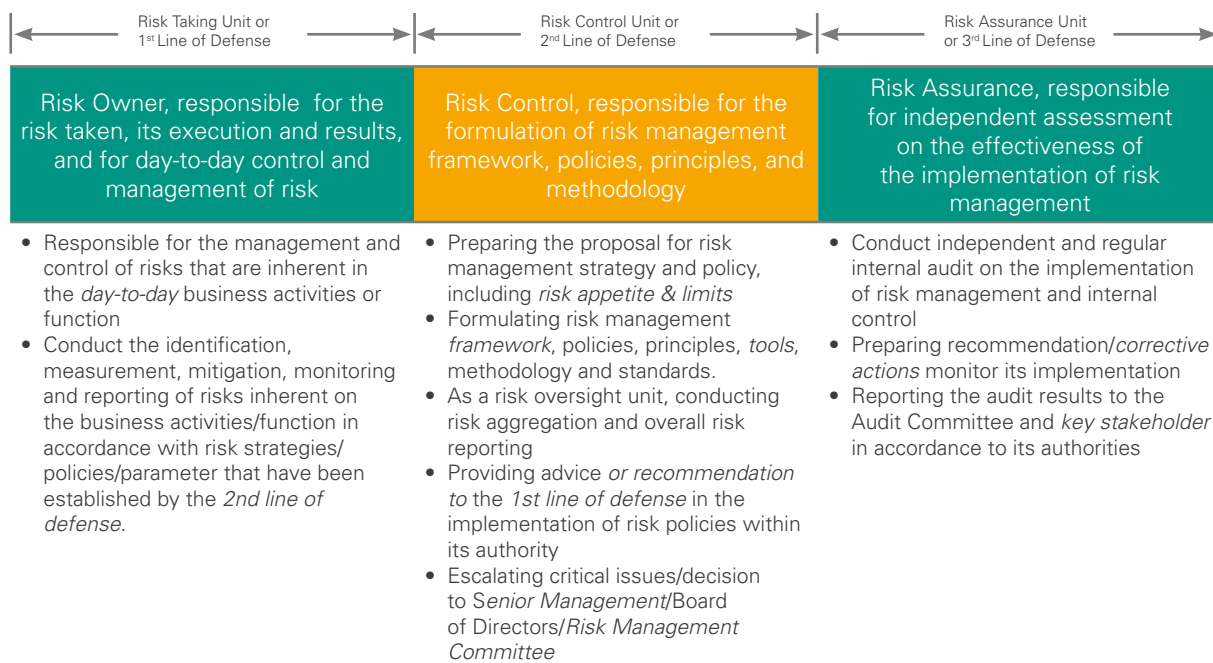 Risk Taking Unit or
1st Line of Defense
Risk Control Unit or
2nd Line of Defense
Risk Assurance Unit
or 3rd Line of Defense
Risk Owner, responsible for the
risk taken, its execution and results,
and for day-to-day control and
management of risk
Risk Control, responsible for the
formulation of risk management
framework, policies, principles, and
methodology
Risk Assurance, responsible
for independent assessment
on the effectiveness of
the implementation of risk
management
• Responsible for the management and
control of risks that are inherent in
the day-to-day business activities or
function
• Conduct the identification,
measurement, mitigation, monitoring
and reporting of risks inherent on
the business activities/function in
accordance with risk strategies/
policies/parameter that have been
established by the 2nd line of
defense.
• Preparing the proposal for risk
management strategy and policy,
including risk appetite & limits
• Formulating risk management
framework, policies, principles, tools,
methodology and standards.
• As a risk oversight unit, conducting
risk aggregation and overall risk
reporting
• Providing advice or recommendation
to the 1st line of defense in the
implementation of risk policies within
its authority
• Escalating critical issues/decision
to Senior Management/Board
of Directors/Risk Management
Committee
• Conduct independent and regular
internal audit on the implementation
of risk management and internal
control
• Preparing recommendation/corrective
actions monitor its implementation
• Reporting the audit results to the
Audit Committee and key stakeholder
in accordance to its authorities